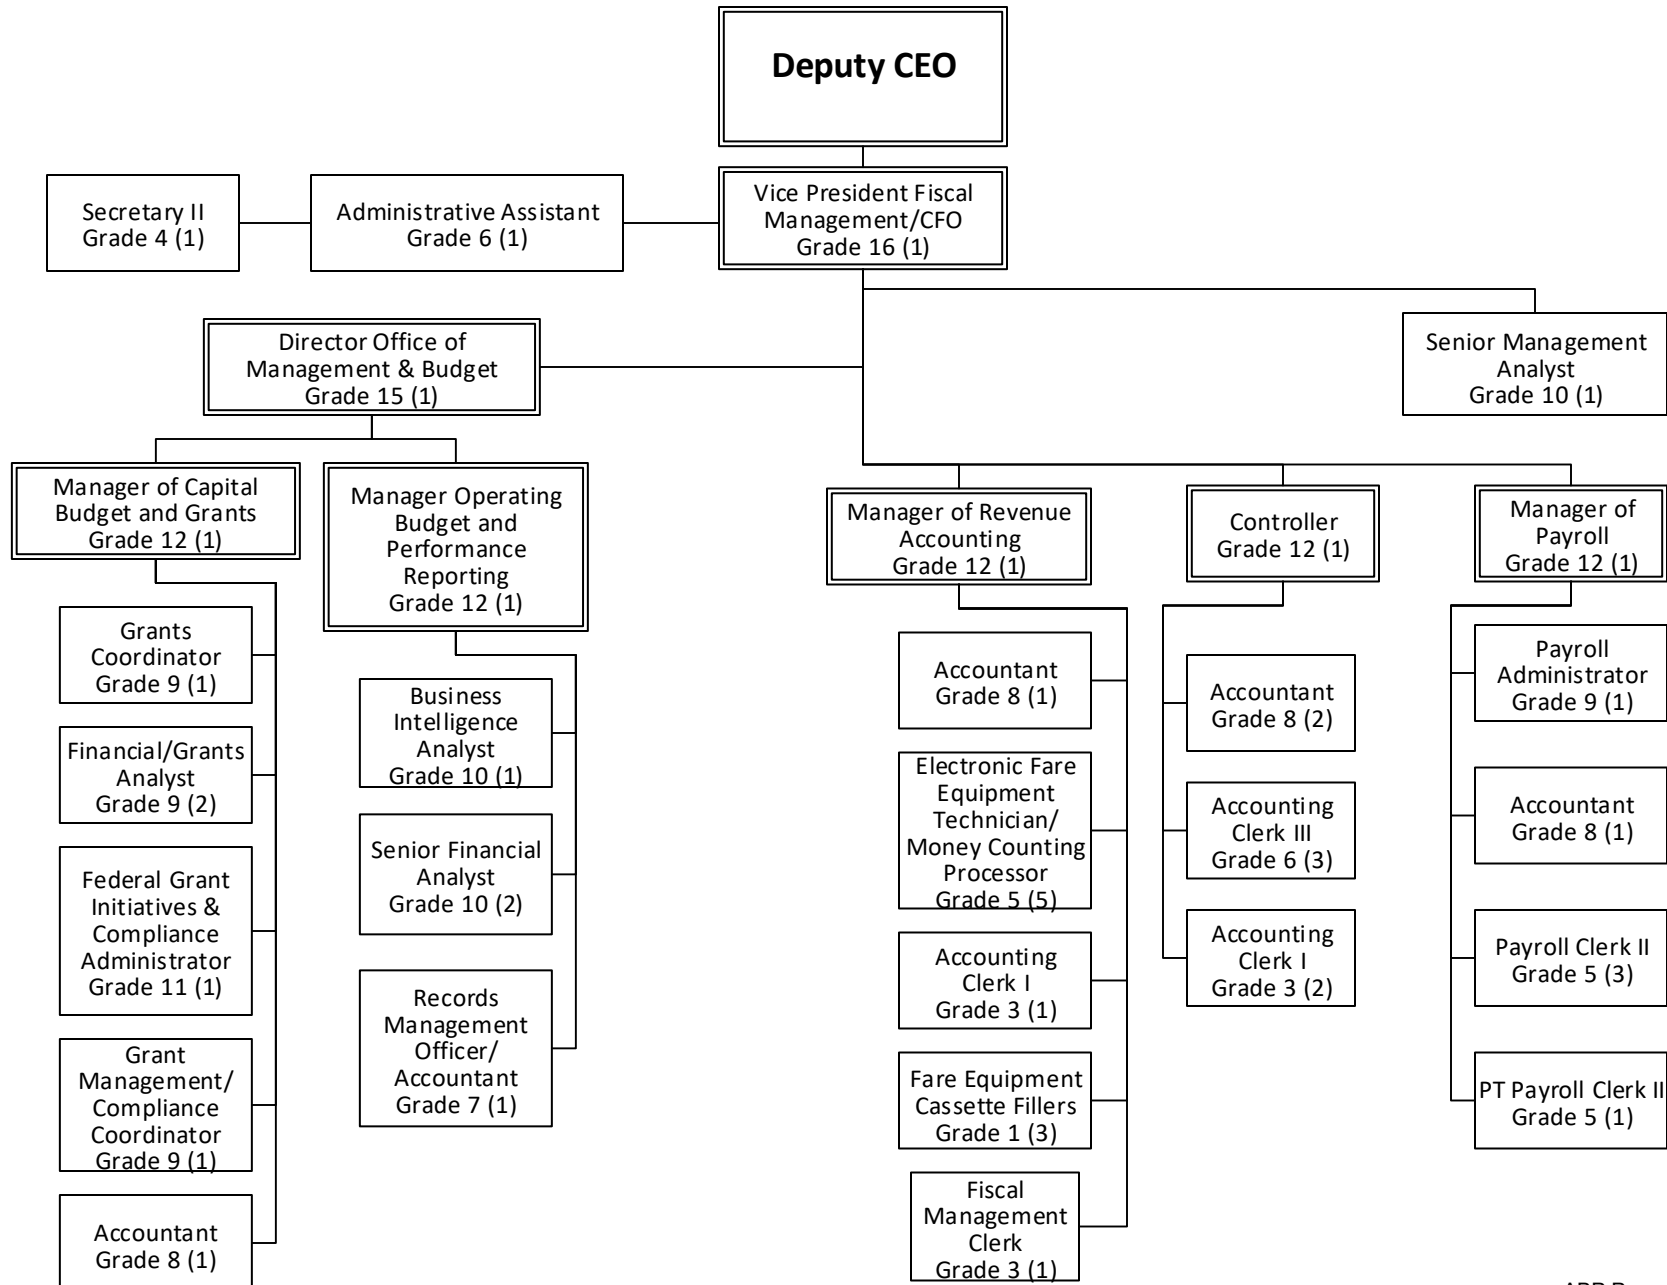 Deputy CEO
Secretary II
Grade 4 (1)
Administrative Assistant
Grade 6 (1)
Vice President Fiscal
Management/CFO
Grade 16 (1)
Director Office of
Management & Budget
Grade 15 (1)
Senior Management
Analyst
Grade 10 (1)
Manager of Capital
Budget and Grants
Grade 12 (1)
Manager Operating
Budget and
Performance
Reporting
Grade 12 (1)
Manager of Revenue
Accounting
Grade 12 (1)
Controller
Grade 12 (1)
Manager of
Payroll
Grade 12 (1)
Grants
Coordinator
Grade 9 (1)
Financial/Grants
Analyst
Grade 9 (2)
Federal Grant
Initiatives &
Compliance
Administrator
Grade 11 (1)
Grant
Management/
Compliance
Coordinator
Grade 9 (1)
Accountant
Grade 8 (1)
Business
Intelligence
Analyst
Grade 10 (1)
Senior Financial
Analyst
Grade 10 (2)
Records
Management
Officer/
Accountant
Grade 7 (1)
Accountant
Grade 8 (1)
Electronic Fare
Equipment
Technician/
Money Counting
Processor
Grade 5 (5)
Accounting
Clerk I
Grade 3 (1)
Fare Equipment
Cassette Fillers
Grade 1 (3)
Fiscal
Management
Clerk
Grade 3 (1)
Accountant
Grade 8 (2)
Accounting
Clerk III
Grade 6 (3)
Accounting
Clerk I
Grade 3 (2)
Payroll
Administrator
Grade 9 (1)
Accountant
Grade 8 (1)
Payroll Clerk II
Grade 5 (3)
PT Payroll Clerk II
Grade 5 (1)